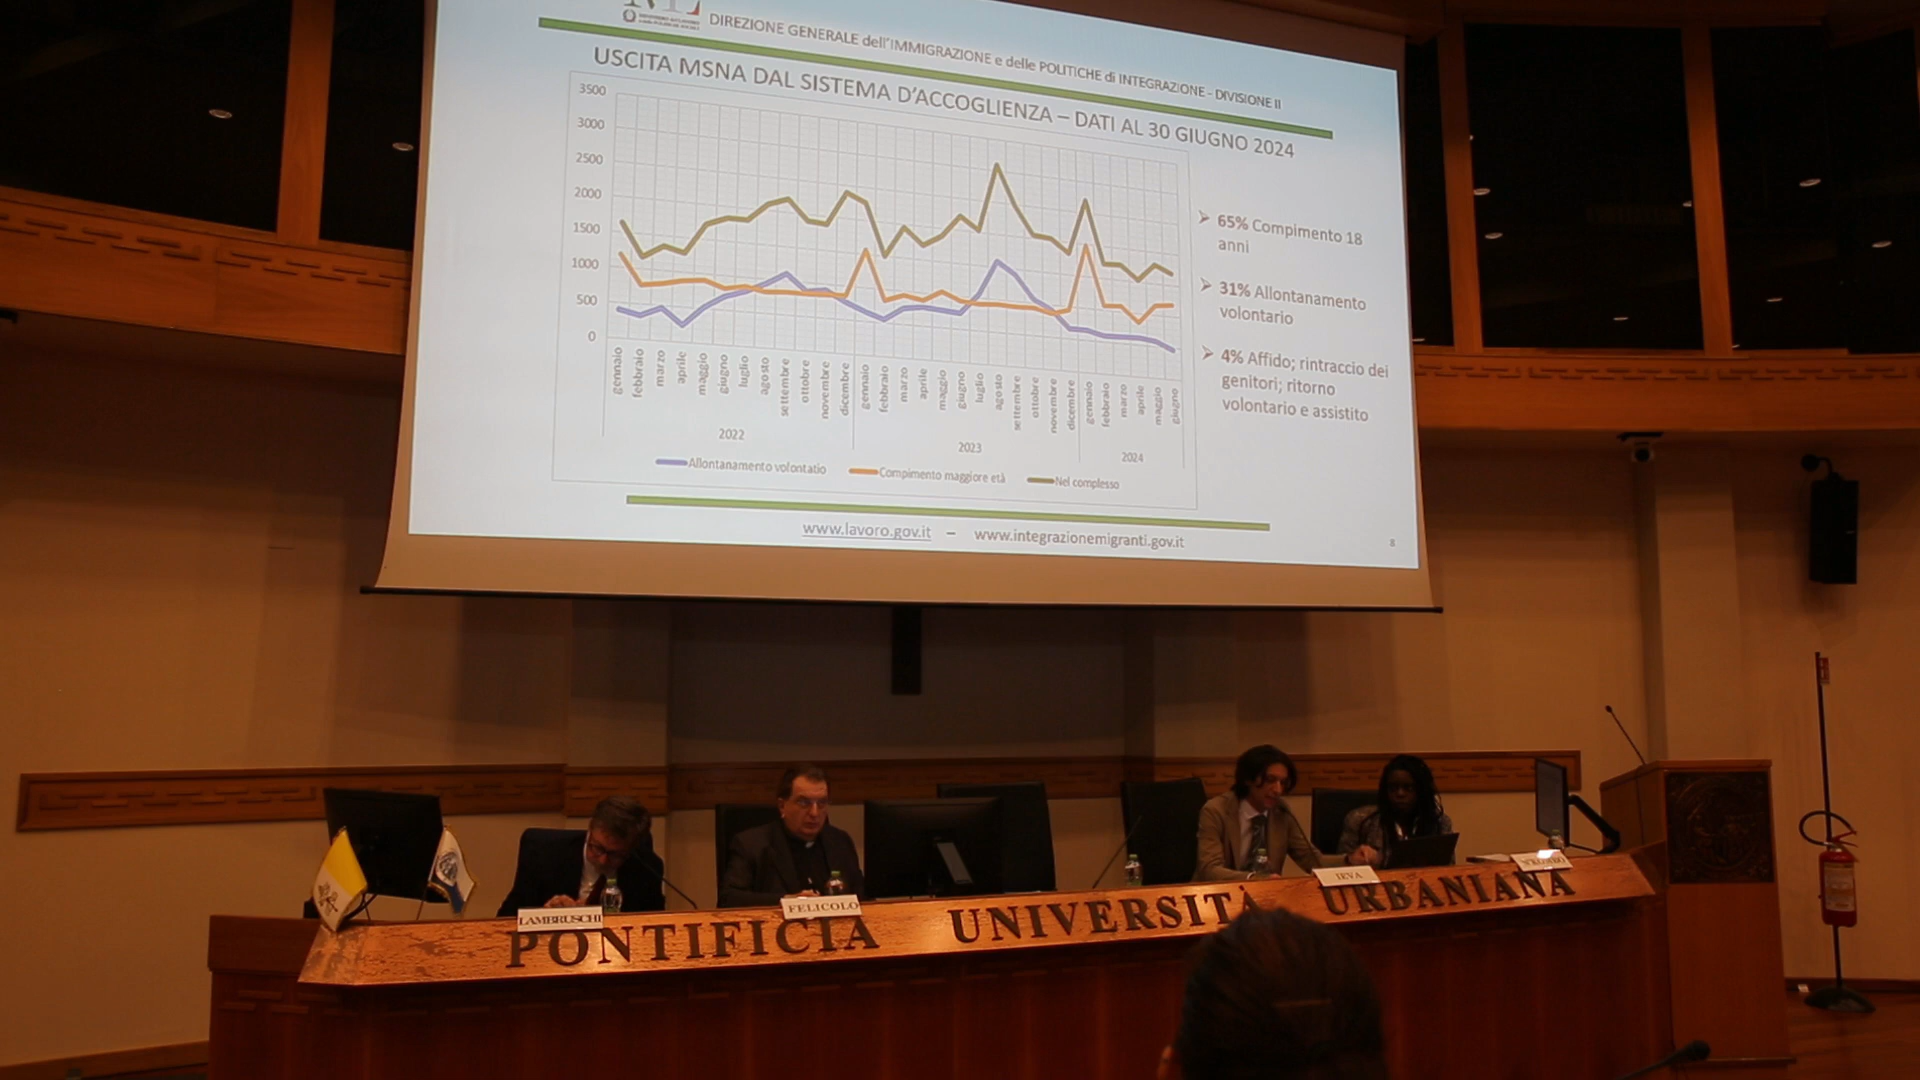 DIREZIONE GENERALE dell'IMMIGRAZIONE e delle POLITICHE di INTEGRAZIONE - DIVISIONE II
USCITA MSNA DAL SISTEMA D'ACCOGLIENZA – DATI AL 30 GIUGNO 2024
3500
3000
2500
2000
1500
1000
500
0
gennaio febbraio marzo aprile maggio giugno luglio agosto settembre ottobre novembre dicembre gennaio febbraio marzo aprile maggio giugno luglio agosto settembre ottobre novembre dicembre gennaio febbraio marzo aprile maggio giugno
2022 2023 2024
Allontanamento volontatio Compimento maggiore età Nel complesso
65% Compimento 18
anni
31% Allontanamento
volontario
4% Affido; rintraccio dei
genitori; ritorno
volontario e assistito
www.lavoro.gov.it – www.integrazionemigranti.gov.it
8
LAMBRUSCHI
FELICOLO
IEVA
N'KOMBO
PONTIFICIA UNIVERSITÀ URBANIANA